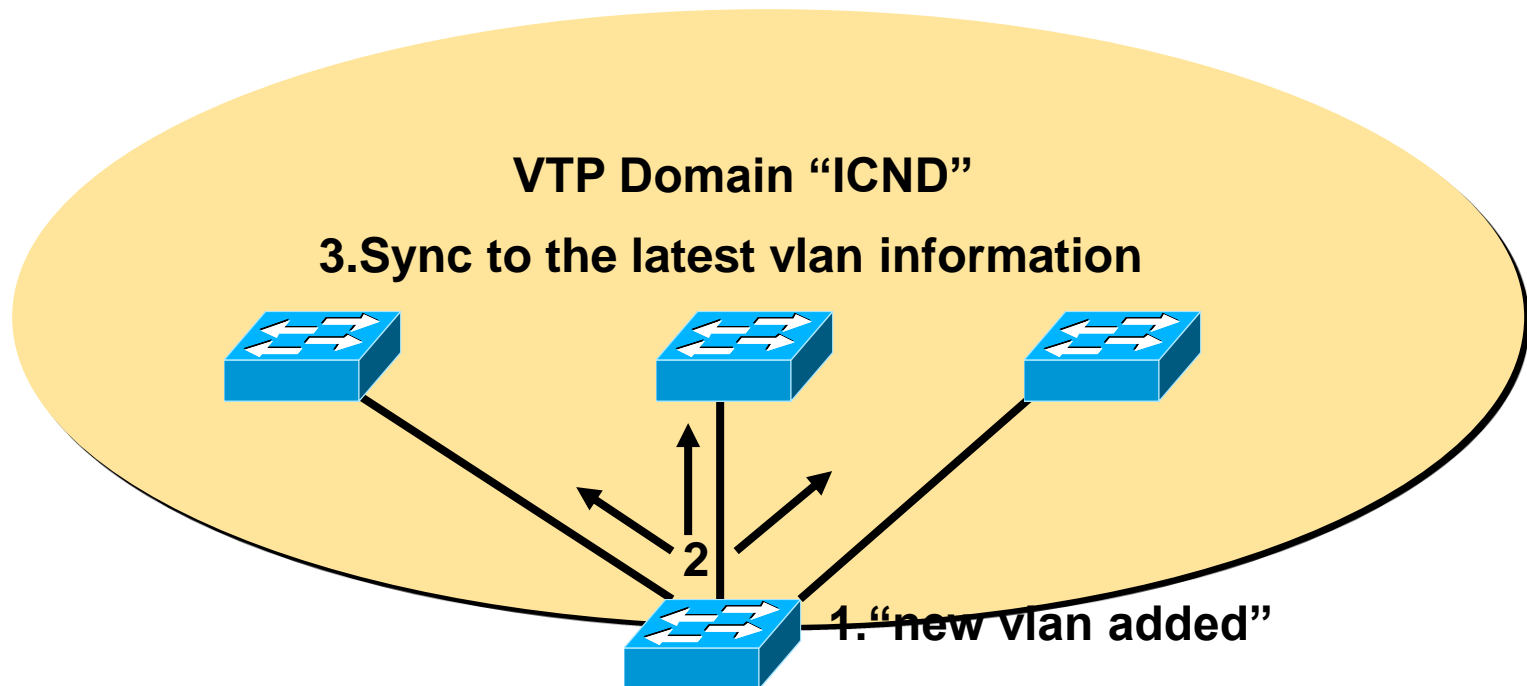 VTP Domain “ICND”
3.Sync to the latest vlan information
2
1.“new vlan added”